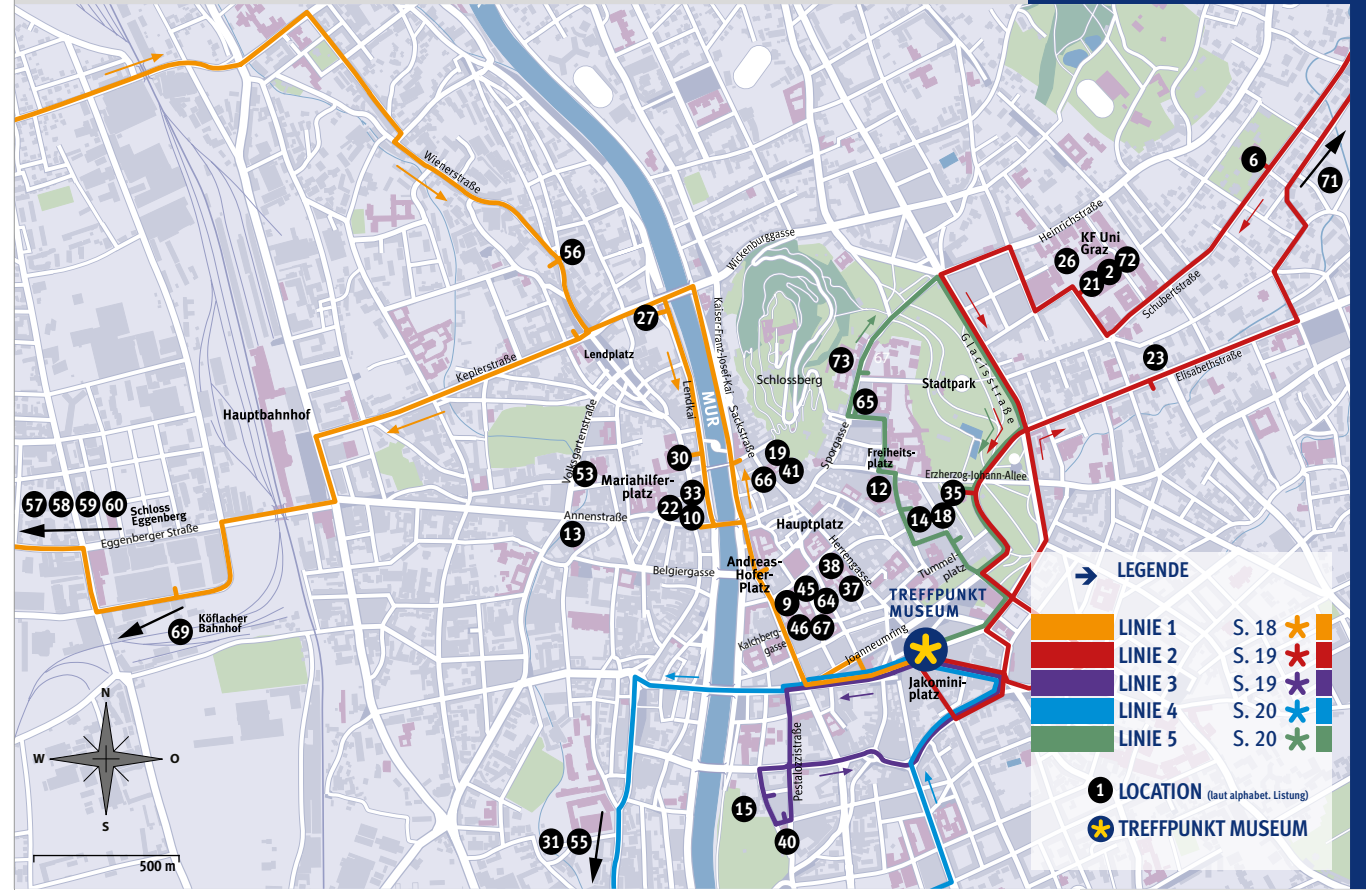 6
71
Wienerstraße
Heinrichstraße
Wickenburggasse
KF Uni
Graz
56
26
72
2
21
Schubertstraße
27
Kaiser-Franz-Josef-Kai
Glacisstraße
Lendplatz
73
23
Keplerstraße
Schlossberg
Stadtpark
Elisabethstraße
Lendkai
MUR
65
Hauptbahnhof
Volksgartenstraße
Sackstraße
Sporgasse
30
19
41
66
Freiheits-
platz
Erzherzog-Johann-Allee
53
Mariahilfer-
platz
33
22
10
12
35
57 58 59 60
Schloss
Eggenberg
Eggenberger Straße
Annenstraße
13
Hauptplatz
14
18
Belgiergasse
Andreas-
Hofer-
Platz
Herrengasse
38
Tummel-
platz
45
37
9
64
46 67
TREFFPUNKT
MUSEUM
69
Köflacher
Bahnhof
Kalchberg-
gasse
Joanneumring
Jakomini-
platz
N
W
O
S
500 m
Pestalozzistraße
15
40
31 55
LEGENDE
LINIE 1 S. 18
LINIE 2 S. 19
LINIE 3 S. 19
LINIE 4 S. 20
LINIE 5 S. 20
1 LOCATION (laut alphabet. Listung)
TREFFPUNKT MUSEUM